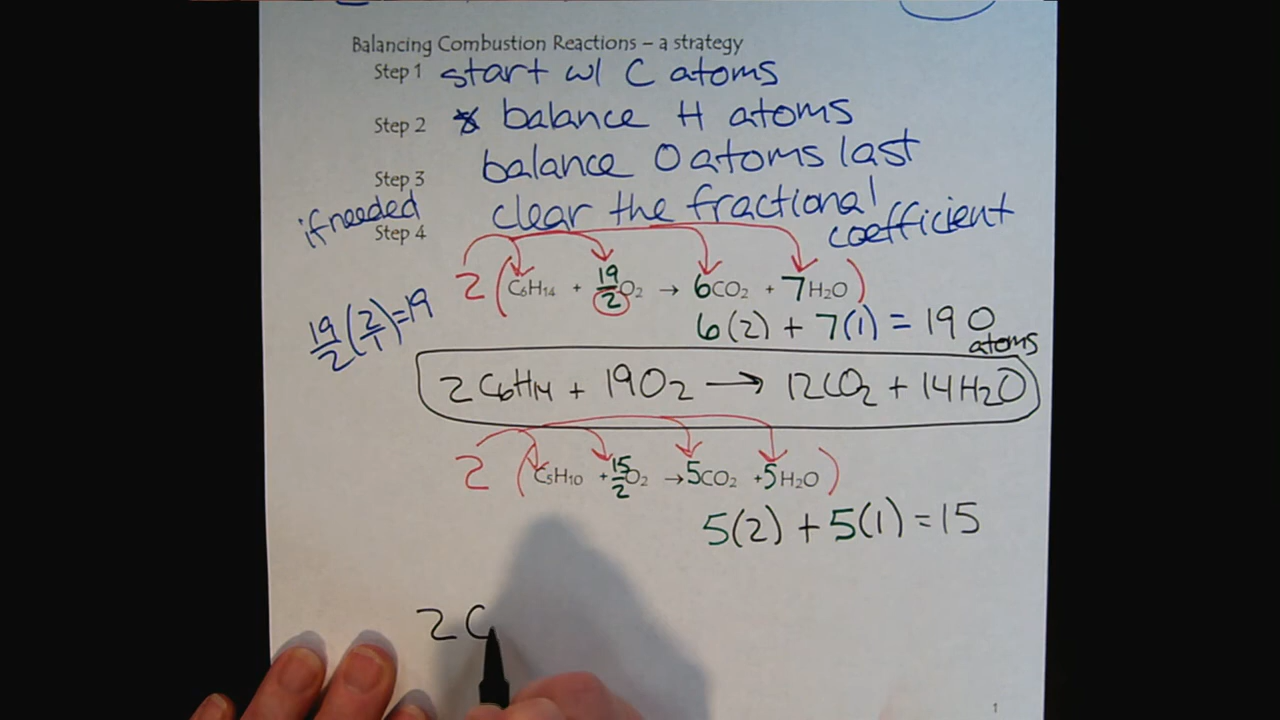 Balancing Combustion Reactions – a strategy
Step 1 start w/ C atoms
Step 2 * balance H atoms
Step 3 balance O atoms last
if needed
Step 4 clear the fractional coefficient
2 (C₆H₁₄ + 19/2 O₂ → 6CO₂ + 7H₂O)
19/2 (2/1) = 19
6(2) + 7(1) = 19 O atoms
2C₆H₁₄ + 19O₂ → 12CO₂ + 14H₂O
2 (C₅H₁₀ + 15/2 O₂ → 5CO₂ + 5H₂O)
5(2) + 5(1) = 15
2C
1